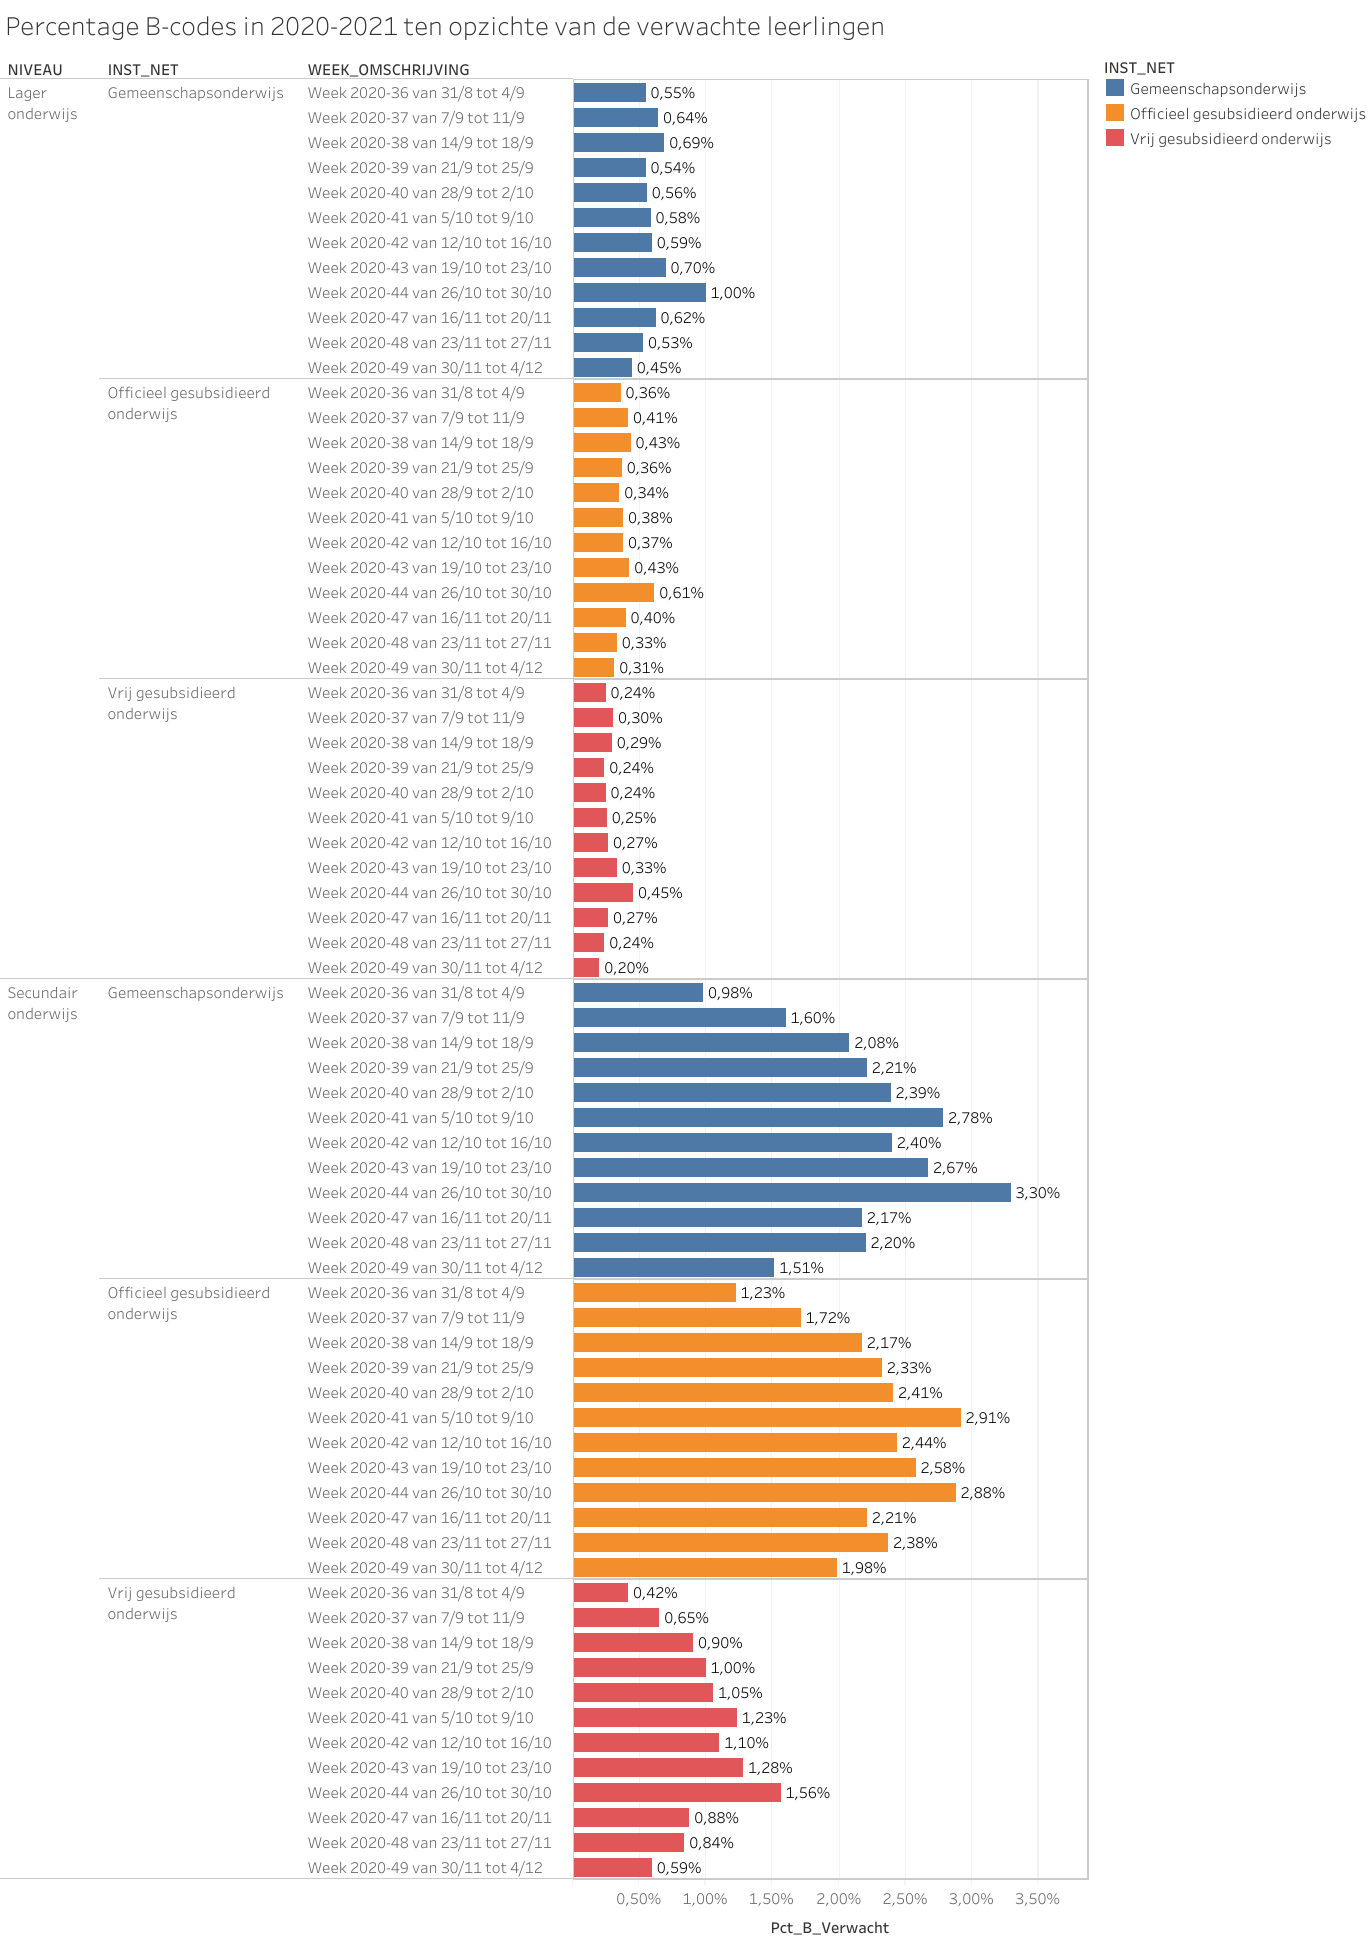 Percentage B-codes in 2020-2021 ten opzichte van de verwachte leerlingen
NIVEAU INST_NET WEEK_OMSCHRIJVING
INST_NET
Gemeenschapsonderwijs
Officieel gesubsidieerd onderwijs
Vrij gesubsidieerd onderwijs
Lager onderwijs
Gemeenschapsonderwijs
Week 2020-36 van 31/8 tot 4/9 0,55%
Week 2020-37 van 7/9 tot 11/9 0,64%
Week 2020-38 van 14/9 tot 18/9 0,69%
Week 2020-39 van 21/9 tot 25/9 0,54%
Week 2020-40 van 28/9 tot 2/10 0,56%
Week 2020-41 van 5/10 tot 9/10 0,58%
Week 2020-42 van 12/10 tot 16/10 0,59%
Week 2020-43 van 19/10 tot 23/10 0,70%
Week 2020-44 van 26/10 tot 30/10 1,00%
Week 2020-47 van 16/11 tot 20/11 0,62%
Week 2020-48 van 23/11 tot 27/11 0,53%
Week 2020-49 van 30/11 tot 4/12 0,45%
Officieel gesubsidieerd onderwijs
Week 2020-36 van 31/8 tot 4/9 0,36%
Week 2020-37 van 7/9 tot 11/9 0,41%
Week 2020-38 van 14/9 tot 18/9 0,43%
Week 2020-39 van 21/9 tot 25/9 0,36%
Week 2020-40 van 28/9 tot 2/10 0,34%
Week 2020-41 van 5/10 tot 9/10 0,38%
Week 2020-42 van 12/10 tot 16/10 0,37%
Week 2020-43 van 19/10 tot 23/10 0,43%
Week 2020-44 van 26/10 tot 30/10 0,61%
Week 2020-47 van 16/11 tot 20/11 0,40%
Week 2020-48 van 23/11 tot 27/11 0,33%
Week 2020-49 van 30/11 tot 4/12 0,31%
Vrij gesubsidieerd onderwijs
Week 2020-36 van 31/8 tot 4/9 0,24%
Week 2020-37 van 7/9 tot 11/9 0,30%
Week 2020-38 van 14/9 tot 18/9 0,29%
Week 2020-39 van 21/9 tot 25/9 0,24%
Week 2020-40 van 28/9 tot 2/10 0,24%
Week 2020-41 van 5/10 tot 9/10 0,25%
Week 2020-42 van 12/10 tot 16/10 0,27%
Week 2020-43 van 19/10 tot 23/10 0,33%
Week 2020-44 van 26/10 tot 30/10 0,45%
Week 2020-47 van 16/11 tot 20/11 0,27%
Week 2020-48 van 23/11 tot 27/11 0,24%
Week 2020-49 van 30/11 tot 4/12 0,20%
Secundair onderwijs
Gemeenschapsonderwijs
Week 2020-36 van 31/8 tot 4/9 0,98%
Week 2020-37 van 7/9 tot 11/9 1,60%
Week 2020-38 van 14/9 tot 18/9 2,08%
Week 2020-39 van 21/9 tot 25/9 2,21%
Week 2020-40 van 28/9 tot 2/10 2,39%
Week 2020-41 van 5/10 tot 9/10 2,78%
Week 2020-42 van 12/10 tot 16/10 2,40%
Week 2020-43 van 19/10 tot 23/10 2,67%
Week 2020-44 van 26/10 tot 30/10 3,30%
Week 2020-47 van 16/11 tot 20/11 2,17%
Week 2020-48 van 23/11 tot 27/11 2,20%
Week 2020-49 van 30/11 tot 4/12 1,51%
Officieel gesubsidieerd onderwijs
Week 2020-36 van 31/8 tot 4/9 1,23%
Week 2020-37 van 7/9 tot 11/9 1,72%
Week 2020-38 van 14/9 tot 18/9 2,17%
Week 2020-39 van 21/9 tot 25/9 2,33%
Week 2020-40 van 28/9 tot 2/10 2,41%
Week 2020-41 van 5/10 tot 9/10 2,91%
Week 2020-42 van 12/10 tot 16/10 2,44%
Week 2020-43 van 19/10 tot 23/10 2,58%
Week 2020-44 van 26/10 tot 30/10 2,88%
Week 2020-47 van 16/11 tot 20/11 2,21%
Week 2020-48 van 23/11 tot 27/11 2,38%
Week 2020-49 van 30/11 tot 4/12 1,98%
Vrij gesubsidieerd onderwijs
Week 2020-36 van 31/8 tot 4/9 0,42%
Week 2020-37 van 7/9 tot 11/9 0,65%
Week 2020-38 van 14/9 tot 18/9 0,90%
Week 2020-39 van 21/9 tot 25/9 1,00%
Week 2020-40 van 28/9 tot 2/10 1,05%
Week 2020-41 van 5/10 tot 9/10 1,23%
Week 2020-42 van 12/10 tot 16/10 1,10%
Week 2020-43 van 19/10 tot 23/10 1,28%
Week 2020-44 van 26/10 tot 30/10 1,56%
Week 2020-47 van 16/11 tot 20/11 0,88%
Week 2020-48 van 23/11 tot 27/11 0,84%
Week 2020-49 van 30/11 tot 4/12 0,59%
0,50% 1,00% 1,50% 2,00% 2,50% 3,00% 3,50%
Pct_B_Verwacht